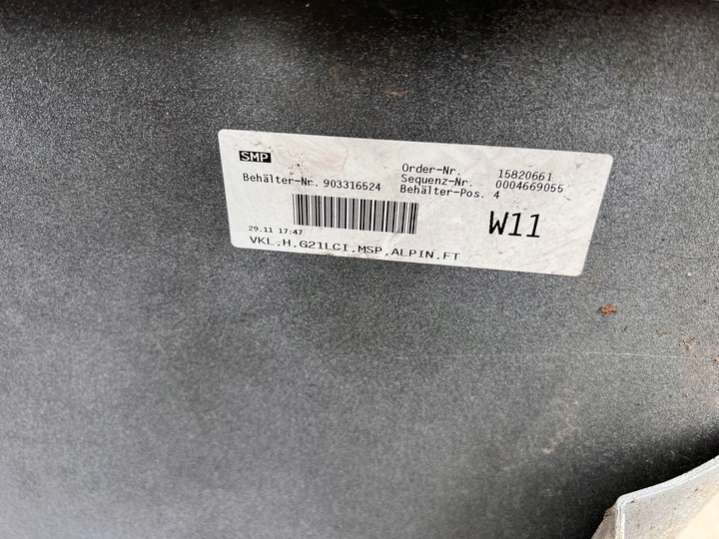 SMP
Order-Nr. 15820661
Behälter-Nr. 903316524 Sequenz-Nr. 0004669055
Behälter-Pos. 4
W11
29.11 17:47
VKL.H.G21LCI.MSP.ALPIN.FT